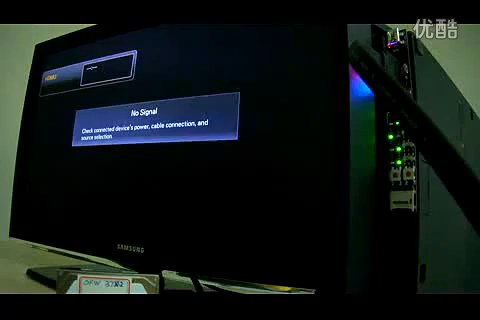 优酷
HDMI2
No Signal
Check connected device's power, cable connection, and
source selection.
SAMSUNG